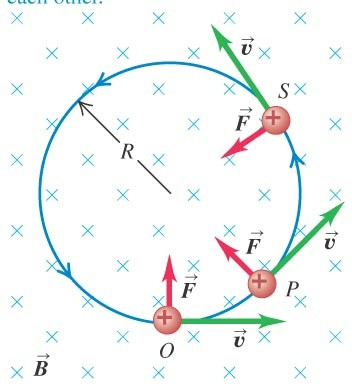 each other.
v⃗
S
F⃗
+
R
F⃗
v⃗
+
P
F⃗
+
v⃗
O
B⃗